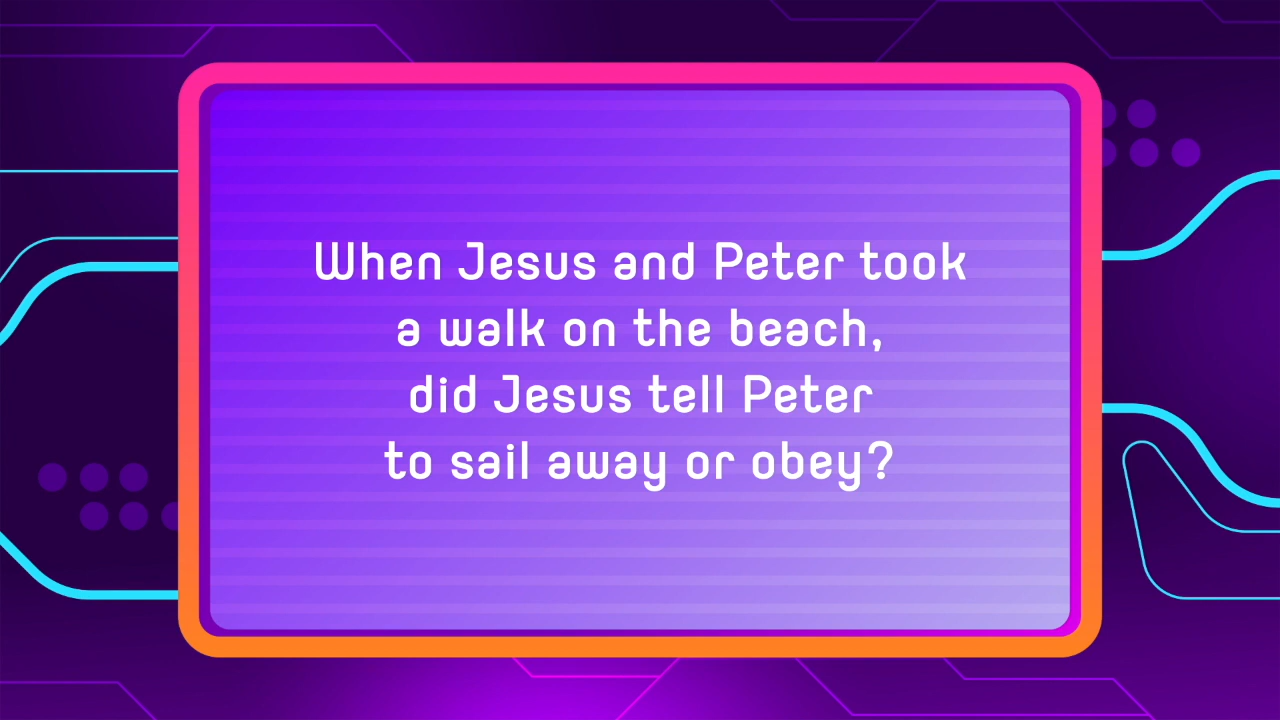 When Jesus and Peter took
a walk on the beach,
did Jesus tell Peter
to sail away or obey?